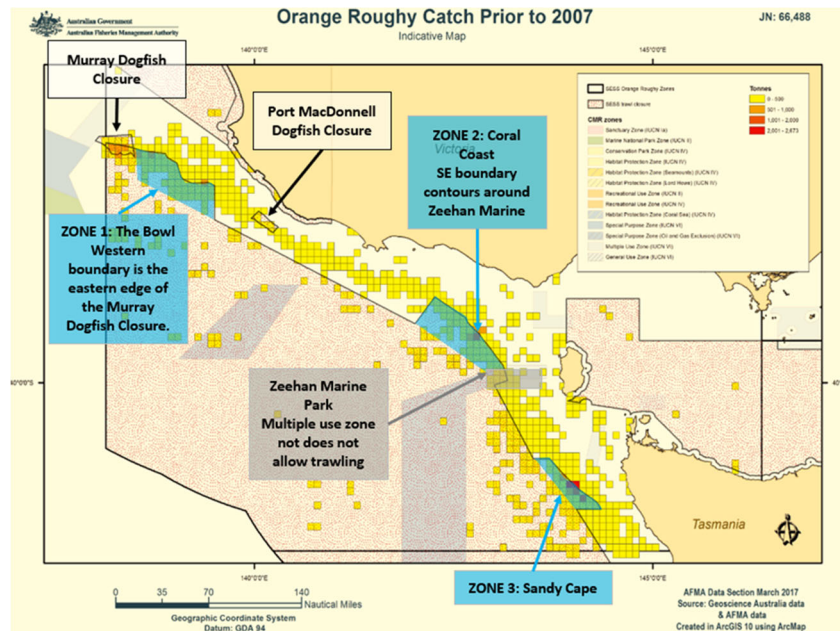 Australian Government
Australian Fisheries Management Authority
Orange Roughy Catch Prior to 2007
Indicative Map
JN: 66,488
140°0'0"E
145°0'0"E
Murray Dogfish
Closure
Port MacDonnell
Dogfish Closure
Victoria
ZONE 2: Coral
Coast
SE boundary
contours around
Zeehan Marine
SESS Orange Roughy Zones
SESS trawl closure
CMR zones
Sanctuary Zone (IUCN Ia)
Marine National Park Zone (IUCN II)
Conservation Park Zone (IUCN IV)
Habitat Protection Zone (IUCN IV)
Habitat Protection Zone (Seamounts) (IUCN IV)
Habitat Protection Zone (Lord Howe) (IUCN IV)
Recreational Use Zone (IUCN II)
Recreational Use Zone (IUCN IV)
Habitat Protection Zone (Coral Sea) (IUCN IV)
Special Purpose Zone (IUCN VI)
Special Purpose Zone (Oil and Gas Exclusion) (IUCN VI)
Multiple Use Zone (IUCN VI)
General Use Zone (IUCN VI)
Tonnes
0 - 500
501 - 1,000
1,001 - 2,000
2,001 - 2,673
ZONE 1: The Bowl
Western
boundary is the
eastern edge of
the Murray
Dogfish Closure.
Zeehan Marine
Park
Multiple use zone
not does not
allow trawling
40°0'0"S
Tasmania
ZONE 3: Sandy Cape
140°0'0"E
145°0'0"E
0 35 70 140
Nautical Miles
Geographic Coordinate System
Datum: GDA 94
AFMA Data Section March 2017
Source: Geoscience Australia data
& AFMA data
Created in ArcGIS 10 using ArcMap